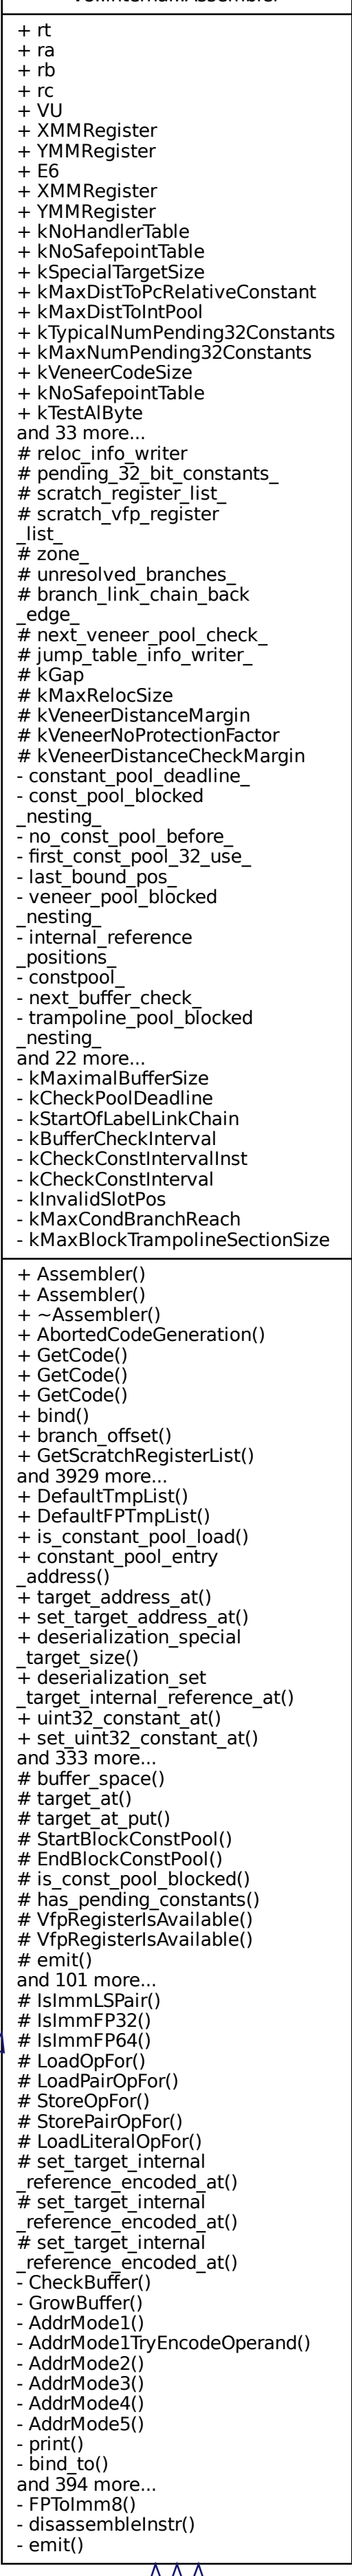 + rt
+ ra
+ rb
+ rc
+ VU
+ XMMRegister
+ YMMRegister
+ E6
+ XMMRegister
+ YMMRegister
+ kNoHandlerTable
+ kNoSafepointTable
+ kSpecialTargetSize
+ kMaxDistToPcRelativeConstant
+ kMaxDistToIntPool
+ kTypicalNumPending32Constants
+ kMaxNumPending32Constants
+ kVeneerCodeSize
+ kNoSafepointTable
+ kTestAlByte
and 33 more...
# reloc_info_writer
# pending_32_bit_constants_
# scratch_register_list_
# scratch_vfp_register
_list_
# zone_
# unresolved_branches_
# branch_link_chain_back
_edge_
# next_veneer_pool_check_
# jump_table_info_writer_
# kGap
# kMaxRelocSize
# kVeneerDistanceMargin
# kVeneerNoProtectionFactor
# kVeneerDistanceCheckMargin
- constant_pool_deadline_
- const_pool_blocked
_nesting_
- no_const_pool_before_
- first_const_pool_32_use_
- last_bound_pos_
- veneer_pool_blocked
_nesting_
- internal_reference
_positions_
- constpool_
- next_buffer_check_
- trampoline_pool_blocked
_nesting_
and 22 more...
- kMaximalBufferSize
- kCheckPoolDeadline
- kStartOfLabelLinkChain
- kBufferCheckInterval
- kCheckConstIntervalInst
- kCheckConstInterval
- kInvalidSlotPos
- kMaxCondBranchReach
- kMaxBlockTrampolineSectionSize
+ Assembler()
+ Assembler()
+ ~Assembler()
+ AbortedCodeGeneration()
+ GetCode()
+ GetCode()
+ GetCode()
+ bind()
+ branch_offset()
+ GetScratchRegisterList()
and 3929 more...
+ DefaultTmpList()
+ DefaultFPTmpList()
+ is_constant_pool_load()
+ constant_pool_entry
_address()
+ target_address_at()
+ set_target_address_at()
+ deserialization_special
_target_size()
+ deserialization_set
_target_internal_reference_at()
+ uint32_constant_at()
+ set_uint32_constant_at()
and 333 more...
# buffer_space()
# target_at()
# target_at_put()
# StartBlockConstPool()
# EndBlockConstPool()
# is_const_pool_blocked()
# has_pending_constants()
# VfpRegisterIsAvailable()
# VfpRegisterIsAvailable()
# emit()
and 101 more...
# IsImmLSPair()
# IsImmFP32()
# IsImmFP64()
# LoadOpFor()
# LoadPairOpFor()
# StoreOpFor()
# StorePairOpFor()
# LoadLiteralOpFor()
# set_target_internal
_reference_encoded_at()
# set_target_internal
_reference_encoded_at()
# set_target_internal
_reference_encoded_at()
- CheckBuffer()
- GrowBuffer()
- AddrMode1()
- AddrMode1TryEncodeOperand()
- AddrMode2()
- AddrMode3()
- AddrMode4()
- AddrMode5()
- print()
- bind_to()
and 394 more...
- FPToImm8()
- disassembleInstr()
- emit()